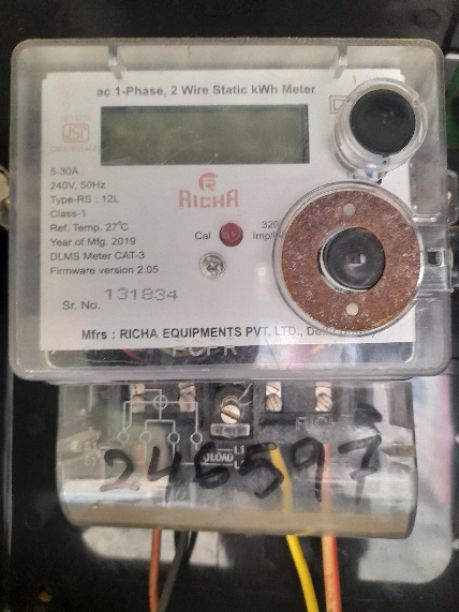 ac 1-Phase, 2 Wire Static kWh Meter
ISI
5-30A
240V, 50Hz
Type-RS : 12L
Class-1
Ref. Temp. 27°C
Year of Mfg. 2019
DLMS Meter CAT-3
Firmware version 2.05
RICHA
Cal
Sr. No. 131834
Mfrs : RICHA EQUIPMENTS PVT. LTD.,
LOAD
246597